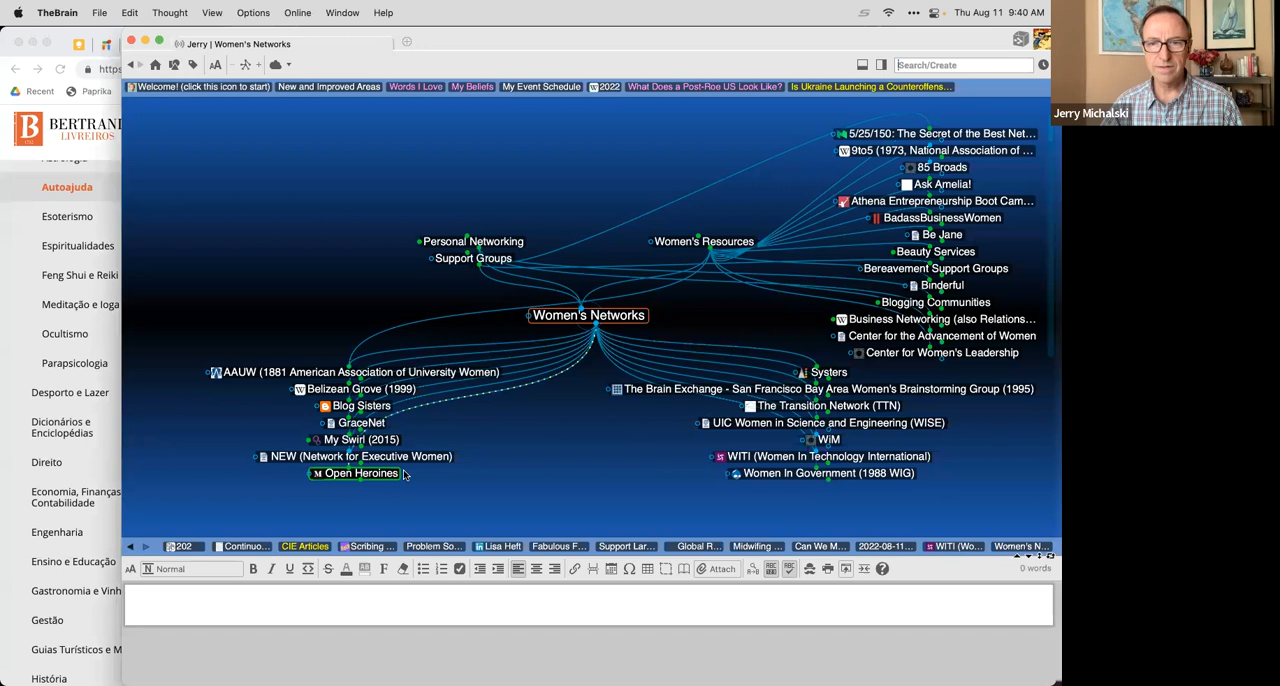 TheBrain File Edit Thought View Options Online Window Help
Thu Aug 11 9:40 AM
Jerry | Women's Networks
https
Recent Paprika
AA
Search/Create
Welcome! (click this icon to start) New and Improved Areas Words I Love My Beliefs My Event Schedule 2022 What Does a Post-Roe US Look Like? Is Ukraine Launching a Counteroffens...
Jerry Michalski
BERTRAND
LIVREIROS
Autoajuda
Esoterismo
Espiritualidades
Feng Shui e Reiki
Meditação e Ioga
Ocultismo
Parapsicologia
Desporto e Lazer
Dicionários e
Enciclopédias
Direito
Economia, Finanças
Contabilidade
Engenharia
Ensino e Educação
Gastronomia e Vinh
Gestão
Guias Turísticos e M
História
5/25/150: The Secret of the Best Net...
9to5 (1973, National Association of ...
85 Broads
Ask Amelia!
Athena Entrepreneurship Boot Cam...
BadassBusinessWomen
Be Jane
Beauty Services
Bereavement Support Groups
Binderful
Blogging Communities
Business Networking (also Relations...
Center for the Advancement of Women
Center for Women's Leadership
Personal Networking
Support Groups
Women's Resources
Women's Networks
AAUW (1881 American Association of University Women)
Belizean Grove (1999)
Blog Sisters
GraceNet
My Swirl (2015)
NEW (Network for Executive Women)
Open Heroines
Systers
The Brain Exchange - San Francisco Bay Area Women's Brainstorming Group (1995)
The Transition Network (TTN)
UIC Women in Science and Engineering (WISE)
WiM
WITI (Women In Technology International)
Women In Government (1988 WIG)
202 Continuo... CIE Articles Scribing ... Problem So... Lisa Heft Fabulous F... Support Lar... Global R... Midwifing ... Can We M... 2022-08-11... WITI (Wo... Women's N...
AA N Normal B I U S A F Attach
0 words